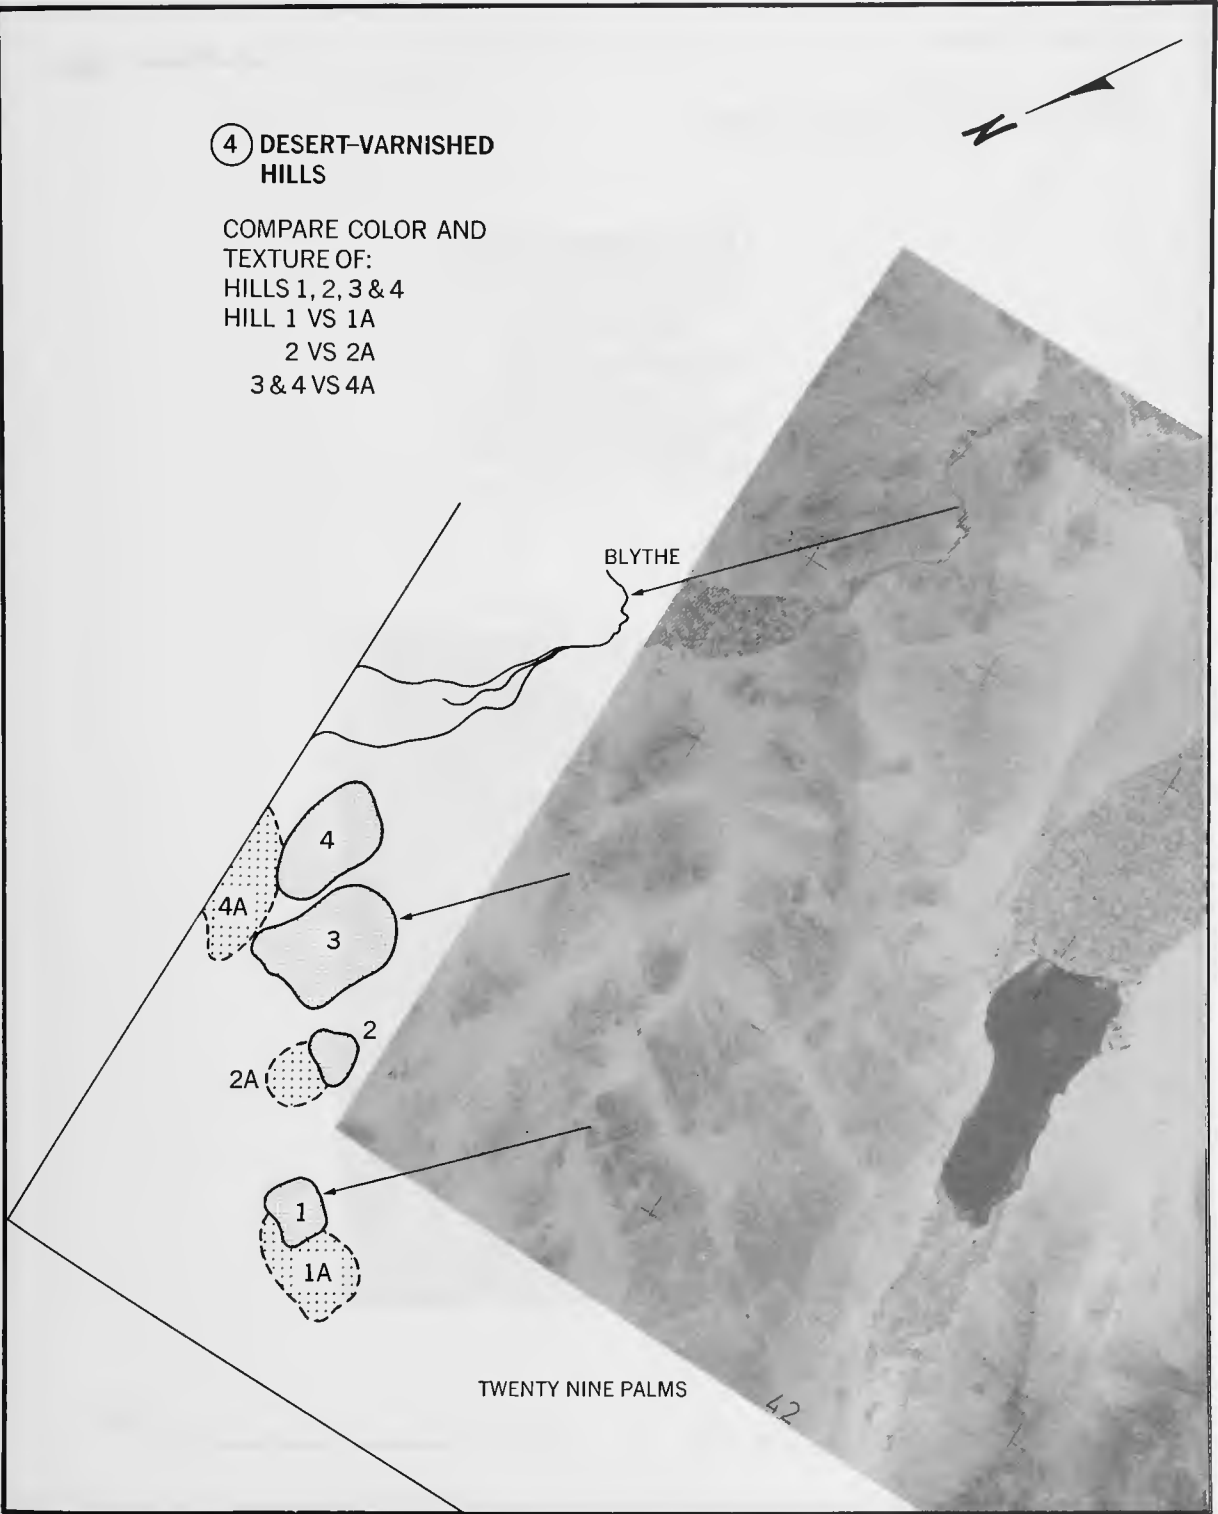 N
4 DESERT-VARNISHED
HILLS
COMPARE COLOR AND
TEXTURE OF:
HILLS 1, 2, 3 & 4
HILL 1 VS 1A
2 VS 2A
3 & 4 VS 4A
BLYTHE
4
4A
3
2
2A
1
1A
TWENTY NINE PALMS
42